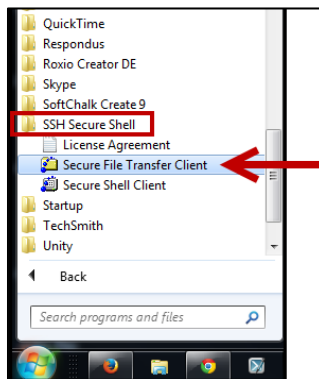 QuickTime
Respondus
Roxio Creator DE
Skype
SoftChalk Create 9
SSH Secure Shell
License Agreement
Secure File Transfer Client
Secure Shell Client
Startup
TechSmith
Unity
Back
Search programs and files